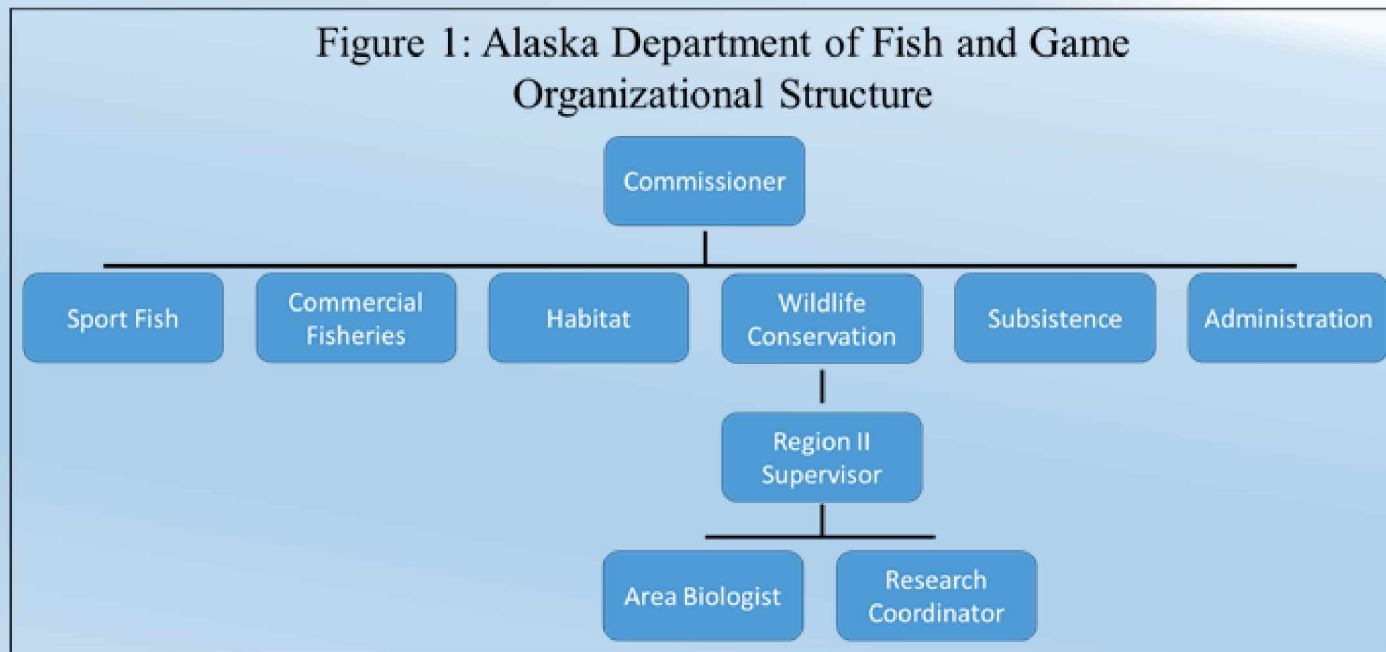 Figure 1: Alaska Department of Fish and Game
Organizational Structure
Commissioner
Sport Fish
Commercial
Fisheries
Habitat
Wildlife
Conservation
Subsistence
Administration
Region II
Supervisor
Area Biologist
Research
Coordinator